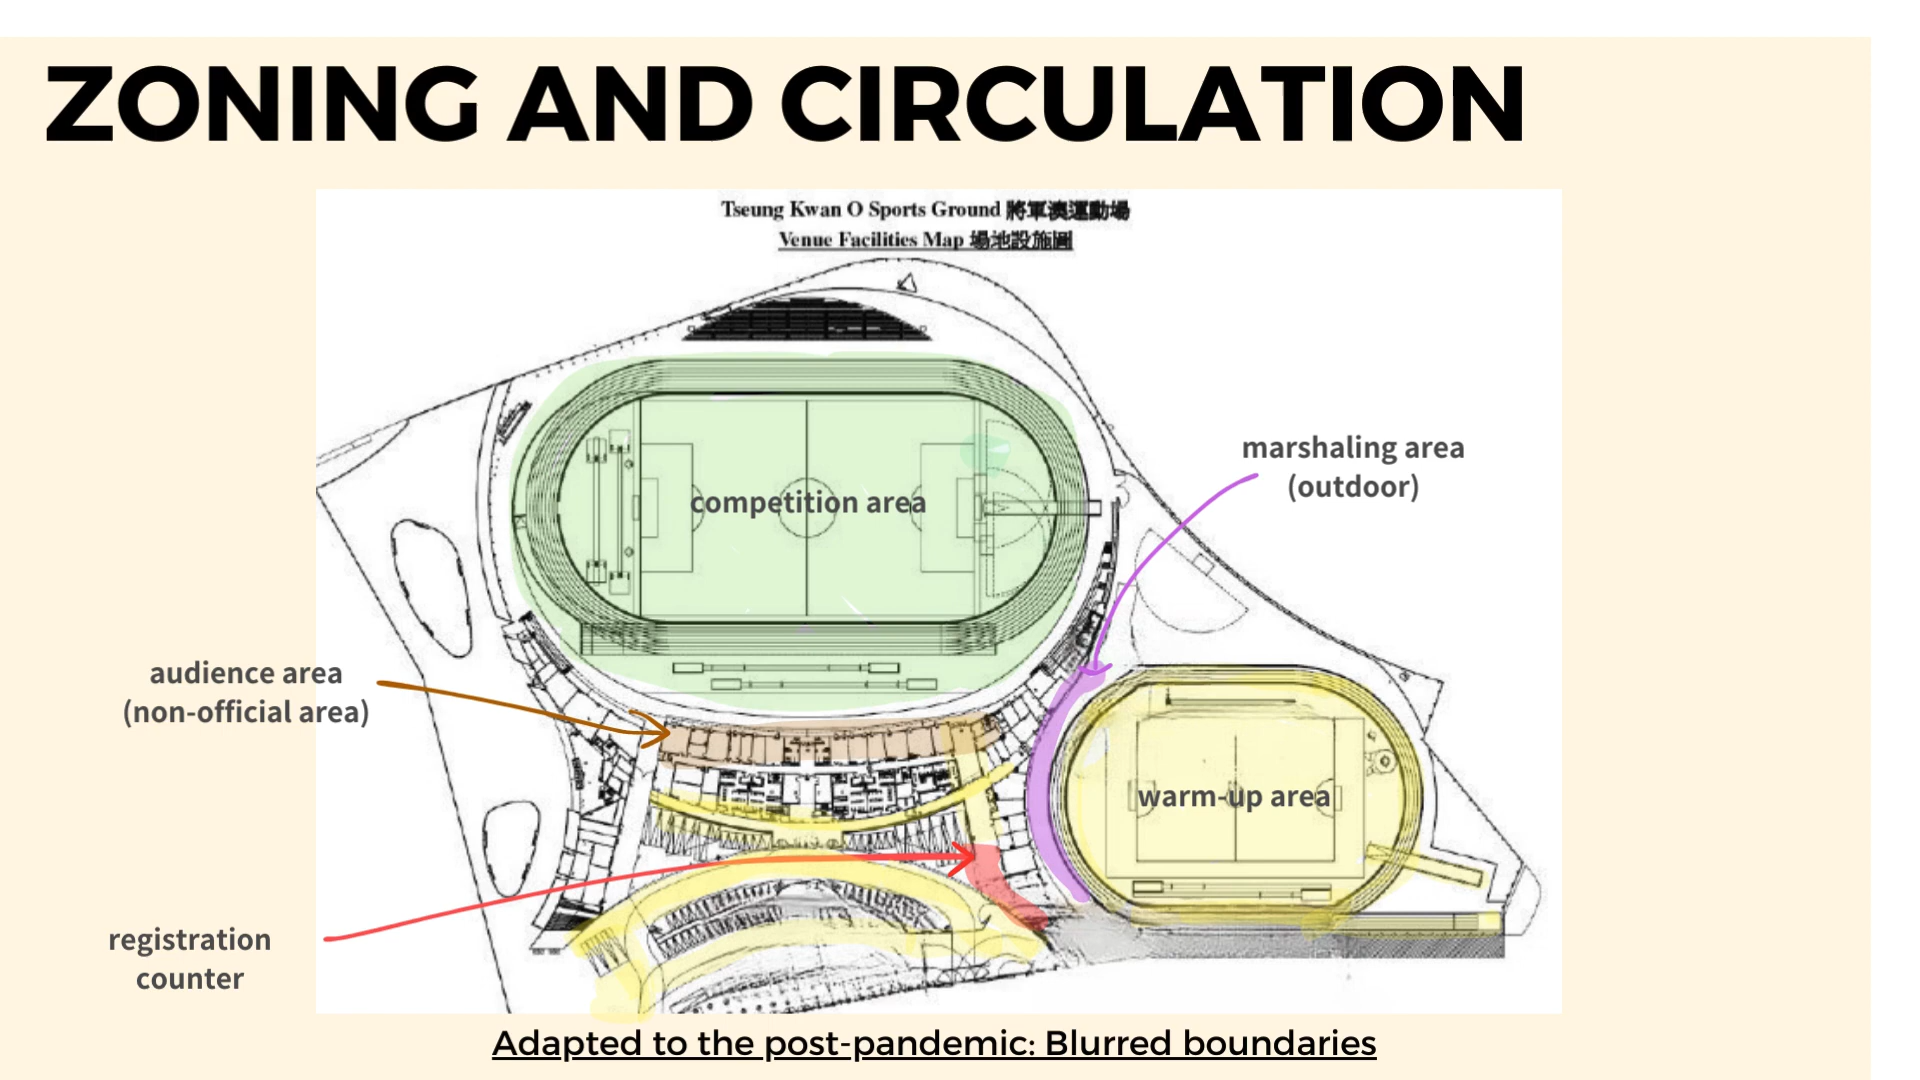 ZONING AND CIRCULATION
Tseung Kwan O Sports Ground 將軍澳運動場
Venue Facilities Map 場地設施圖
marshaling area
(outdoor)
competition area
audience area
(non-official area)
warm-up area
registration
counter
Adapted to the post-pandemic: Blurred boundaries